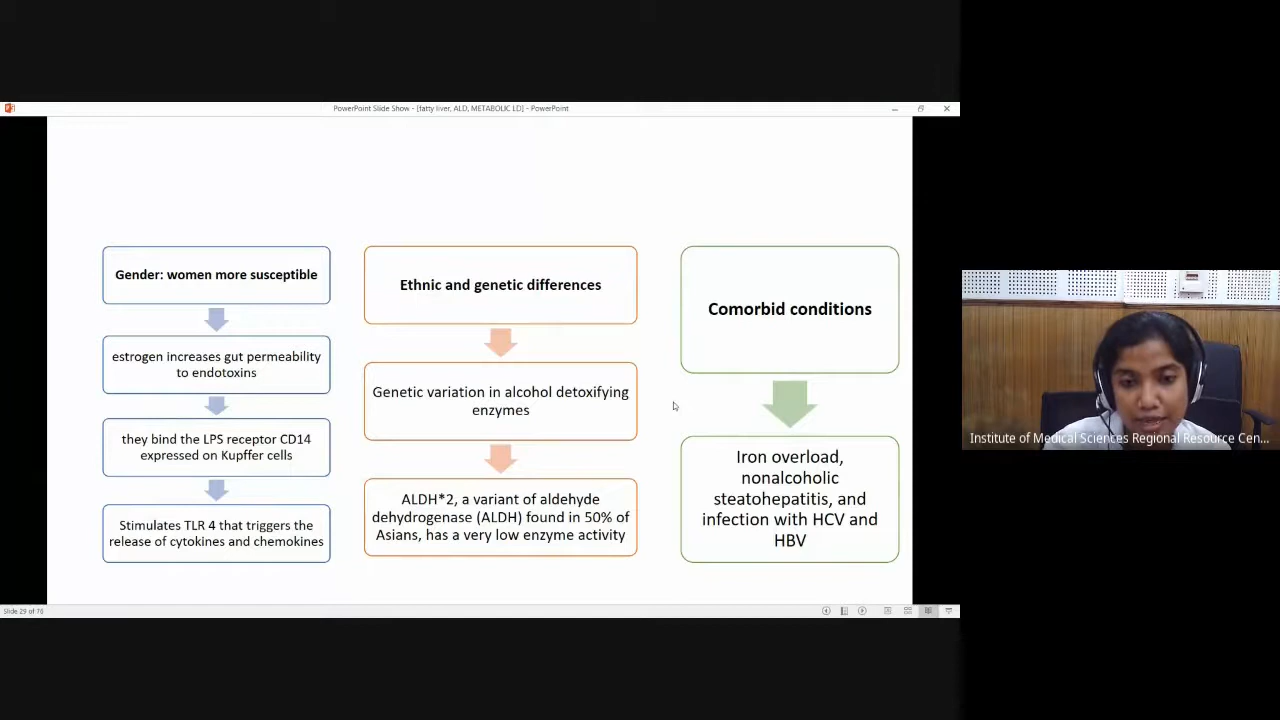 PowerPoint Slide Show - [fatty liver, ALD, METABOLIC LD] - PowerPoint
Gender: women more susceptible
estrogen increases gut permeability
to endotoxins
they bind the LPS receptor CD14
expressed on Kupffer cells
Stimulates TLR 4 that triggers the
release of cytokines and chemokines
Ethnic and genetic differences
Genetic variation in alcohol detoxifying
enzymes
ALDH*2, a variant of aldehyde
dehydrogenase (ALDH) found in 50% of
Asians, has a very low enzyme activity
Comorbid conditions
Iron overload,
nonalcoholic
steatohepatitis, and
infection with HCV and
HBV
Institute of Medical Sciences Regional Resource Cen...
Slide 29 of 76